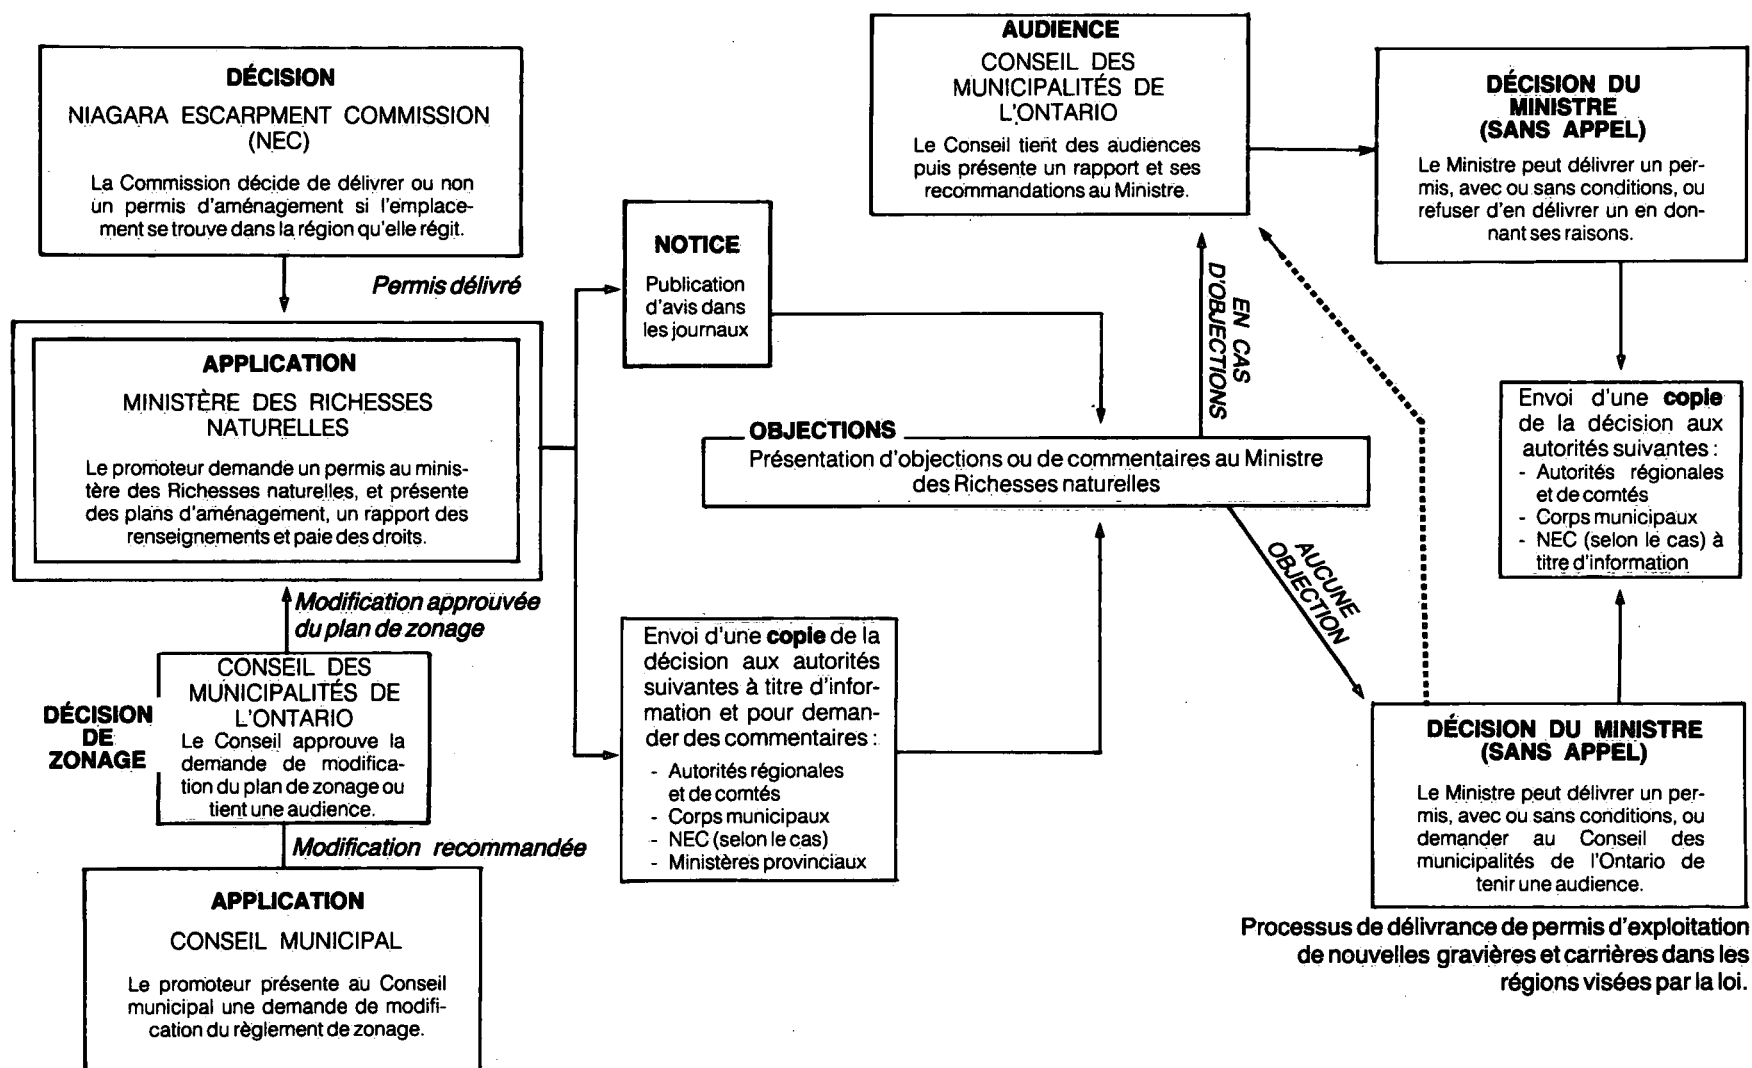 DÉCISION
NIAGARA ESCARPMENT COMMISSION
(NEC)
La Commission décide de délivrer ou non
un permis d'aménagement si l'emplace-
ment se trouve dans la région qu'elle régit.
Permis délivré
APPLICATION
MINISTÈRE DES RICHESSES
NATURELLES
Le promoteur demande un permis au minis-
tère des Richesses naturelles, et présente
des plans d'aménagement, un rapport des
renseignements et paie des droits.
Modification approuvée
du plan de zonage
DÉCISION
DE
ZONAGE
CONSEIL DES
MUNICIPALITÉS DE
L'ONTARIO
Le Conseil approuve la
demande de modifica-
tion du plan de zonage ou
tient une audience.
Modification recommandée
APPLICATION
CONSEIL MUNICIPAL
Le promoteur présente au Conseil
municipal une demande de modifi-
cation du règlement de zonage.
NOTICE
Publication
d'avis dans
les journaux
Envoi d'une copie de la
décision aux autorités
suivantes à titre d'infor-
mation et pour deman-
der des commentaires :
- Autorités régionales
et de comtés
- Corps municipaux
- NEC (selon le cas)
- Ministères provinciaux
OBJECTIONS
Présentation d'objections ou de commentaires au Ministre
des Richesses naturelles
EN CAS
D'OBJECTIONS
AUCUNE
OBJECTION
AUDIENCE
CONSEIL DES
MUNICIPALITÉS DE
L'ONTARIO
Le Conseil tient des audiences
puis présente un rapport et ses
recommandations au Ministre.
DÉCISION DU
MINISTRE
(SANS APPEL)
Le Ministre peut délivrer un per-
mis, avec ou sans conditions, ou
refuser d'en délivrer un en don-
nant ses raisons.
Envoi d'une copie
de la décision aux
autorités suivantes :
- Autorités régionales
et de comtés
- Corps municipaux
- NEC (selon le cas) à
titre d'information
DÉCISION DU MINISTRE
(SANS APPEL)
Le Ministre peut délivrer un per-
mis, avec ou sans conditions, ou
demander au Conseil des
municipalités de l'Ontario de
tenir une audience.
Processus de délivrance de permis d'exploitation
de nouvelles gravières et carrières dans les
régions visées par la loi.